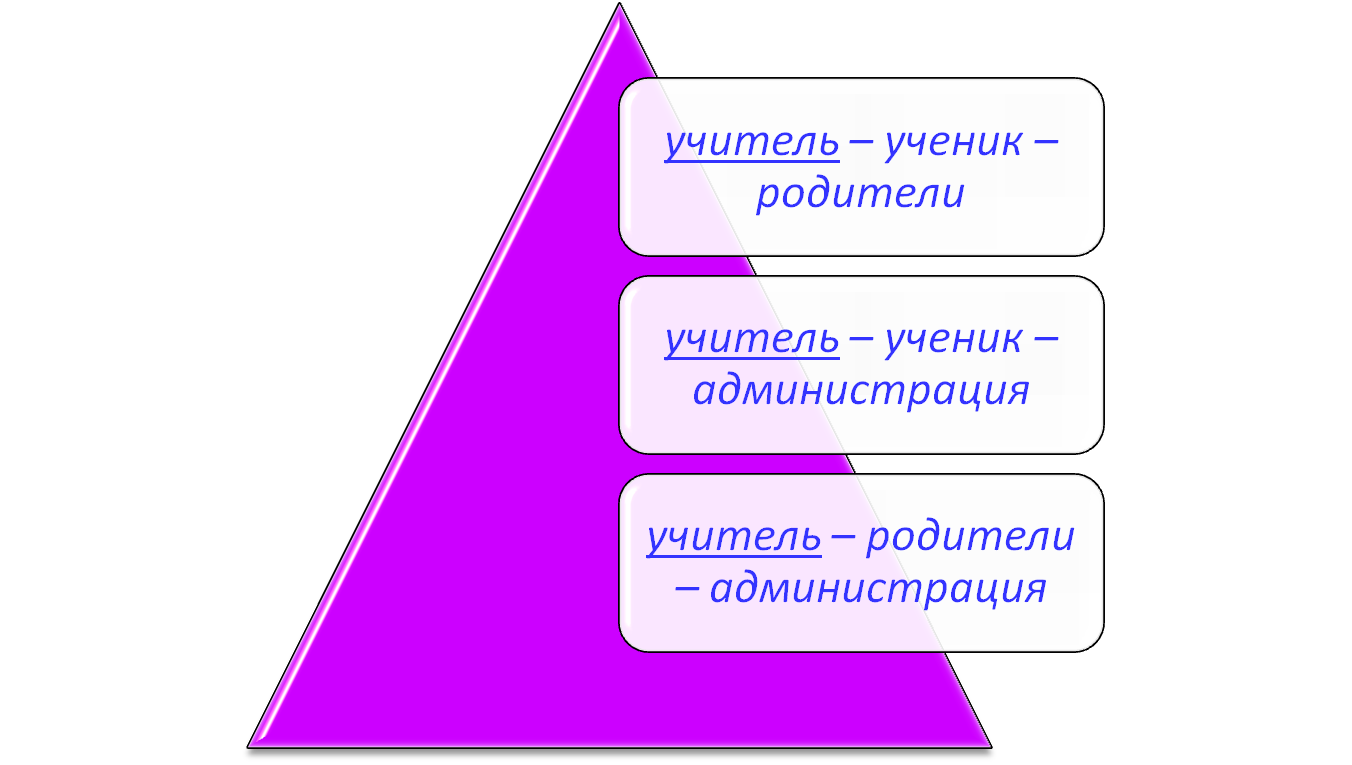 учитель – ученик –
родители
учитель – ученик –
администрация
учитель – родители
– администрация